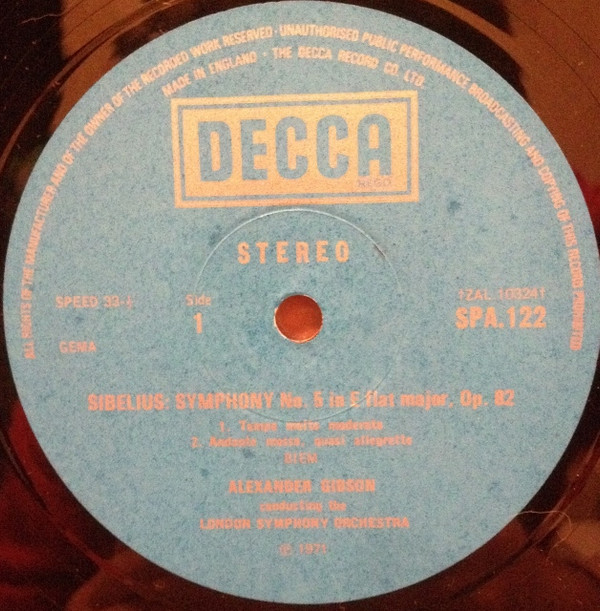 ALL RIGHTS OF THE MANUFACTURER AND OF THE OWNER OF THE RECORDED WORK RESERVED · UNAUTHORISED PUBLIC PERFORMANCE BROADCASTING AND COPYING OF THIS RECORD PROHIBITED
MADE IN ENGLAND · THE DECCA RECORD CO. LTD.
DECCA
REGD.
STEREO
SPEED 33⅓
Side
1
GEMA
†ZAL.103241
SPA.122
SIBELIUS: SYMPHONY No. 5 in E flat major, Op. 82
1. Tempo molto moderato
2. Andante mosso, quasi allegretto
BIEM
ALEXANDER GIBSON
conducting the
LONDON SYMPHONY ORCHESTRA
℗ 1971